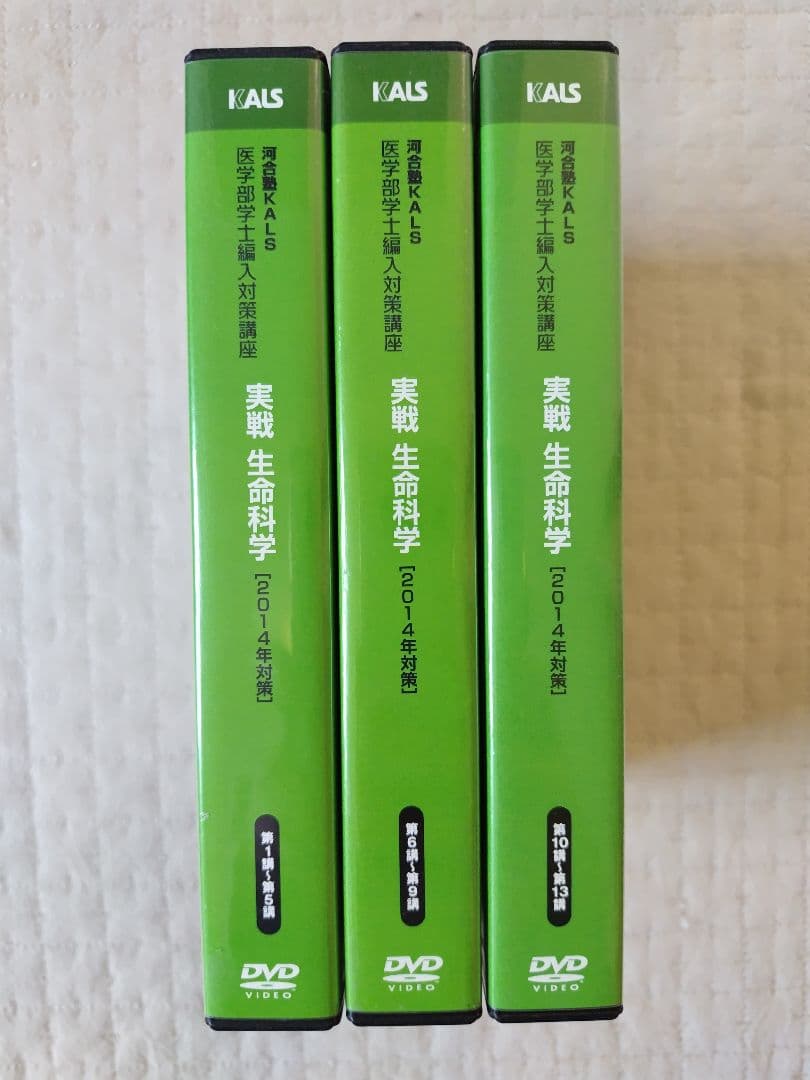 KALS
河合塾KALS
医学部学士編入対策講座
実戦 生命科学
[2014年対策]
第1講～第5講
DVD
VIDEO
KALS
河合塾KALS
医学部学士編入対策講座
実戦 生命科学
[2014年対策]
第6講～第9講
DVD
VIDEO
KALS
河合塾KALS
医学部学士編入対策講座
実戦 生命科学
[2014年対策]
第10講～第13講
DVD
VIDEO